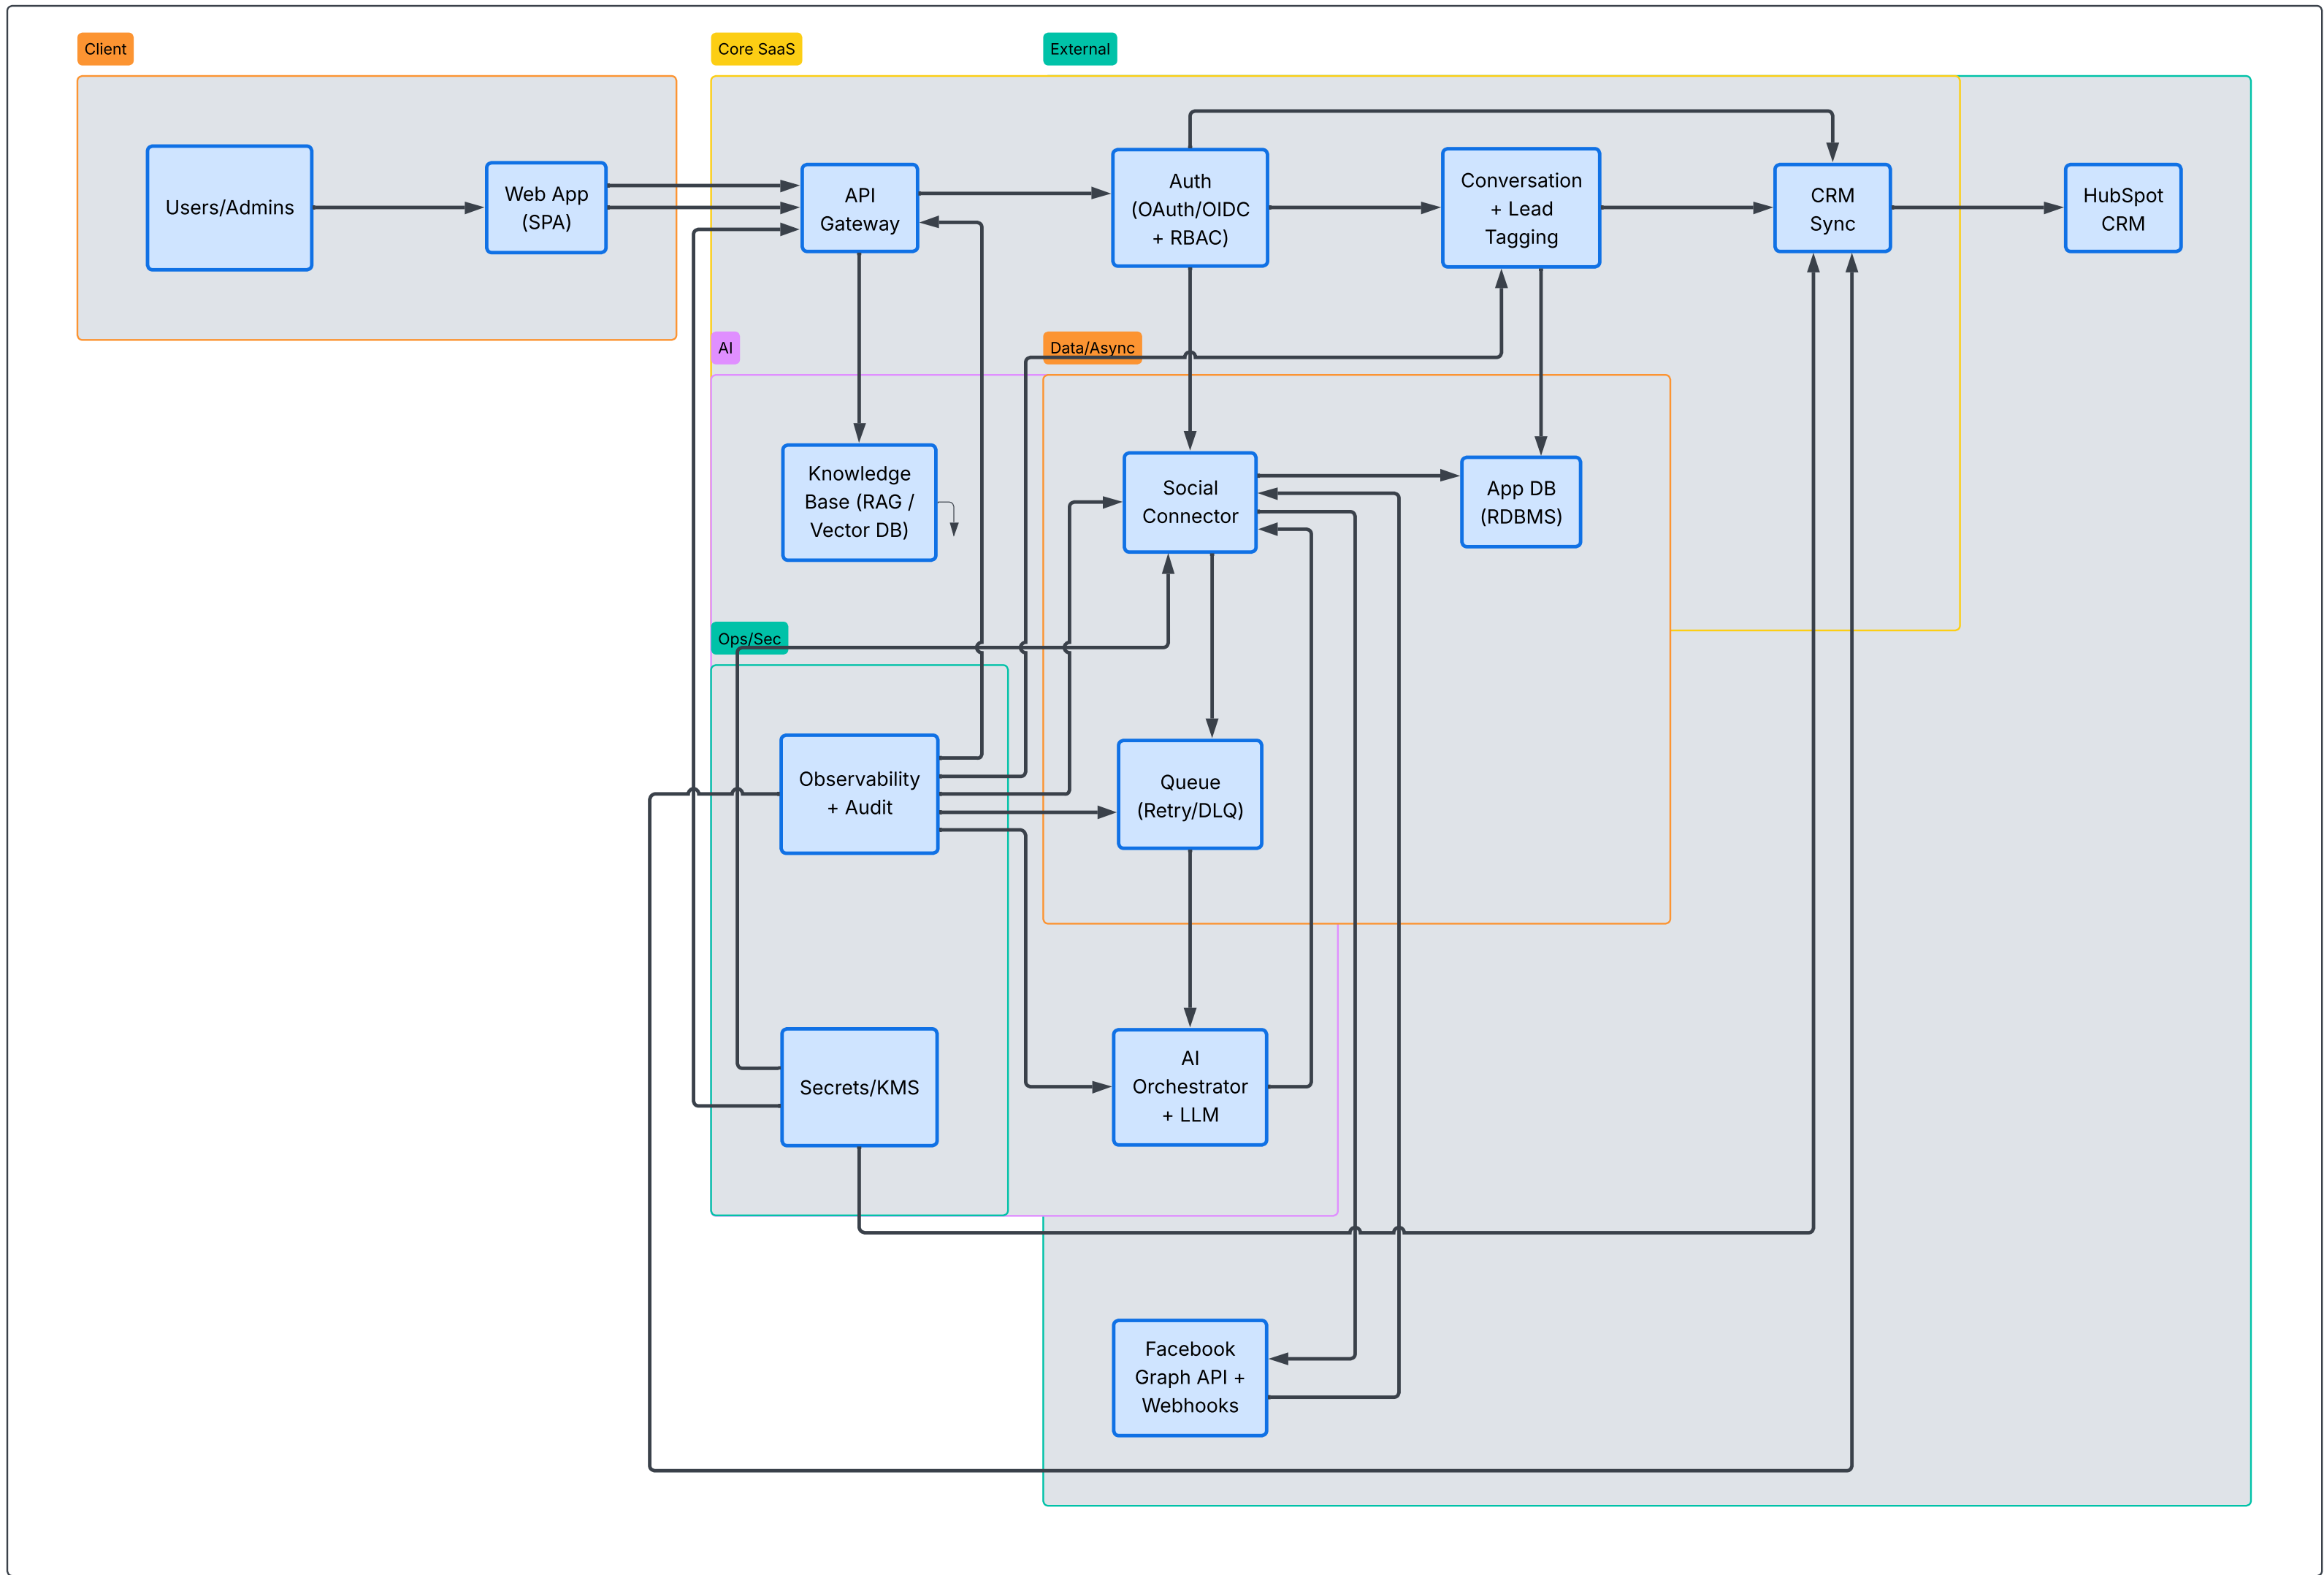 Client
Core SaaS
External
Users/Admins
Web App
(SPA)
API
Gateway
Auth
(OAuth/OIDC
+ RBAC)
Conversation
+ Lead
Tagging
CRM
Sync
HubSpot
CRM
AI
Data/Async
Knowledge
Base (RAG /
Vector DB)
Social
Connector
App DB
(RDBMS)
Ops/Sec
Observability
+ Audit
Queue
(Retry/DLQ)
Secrets/KMS
AI
Orchestrator
+ LLM
Facebook
Graph API +
Webhooks